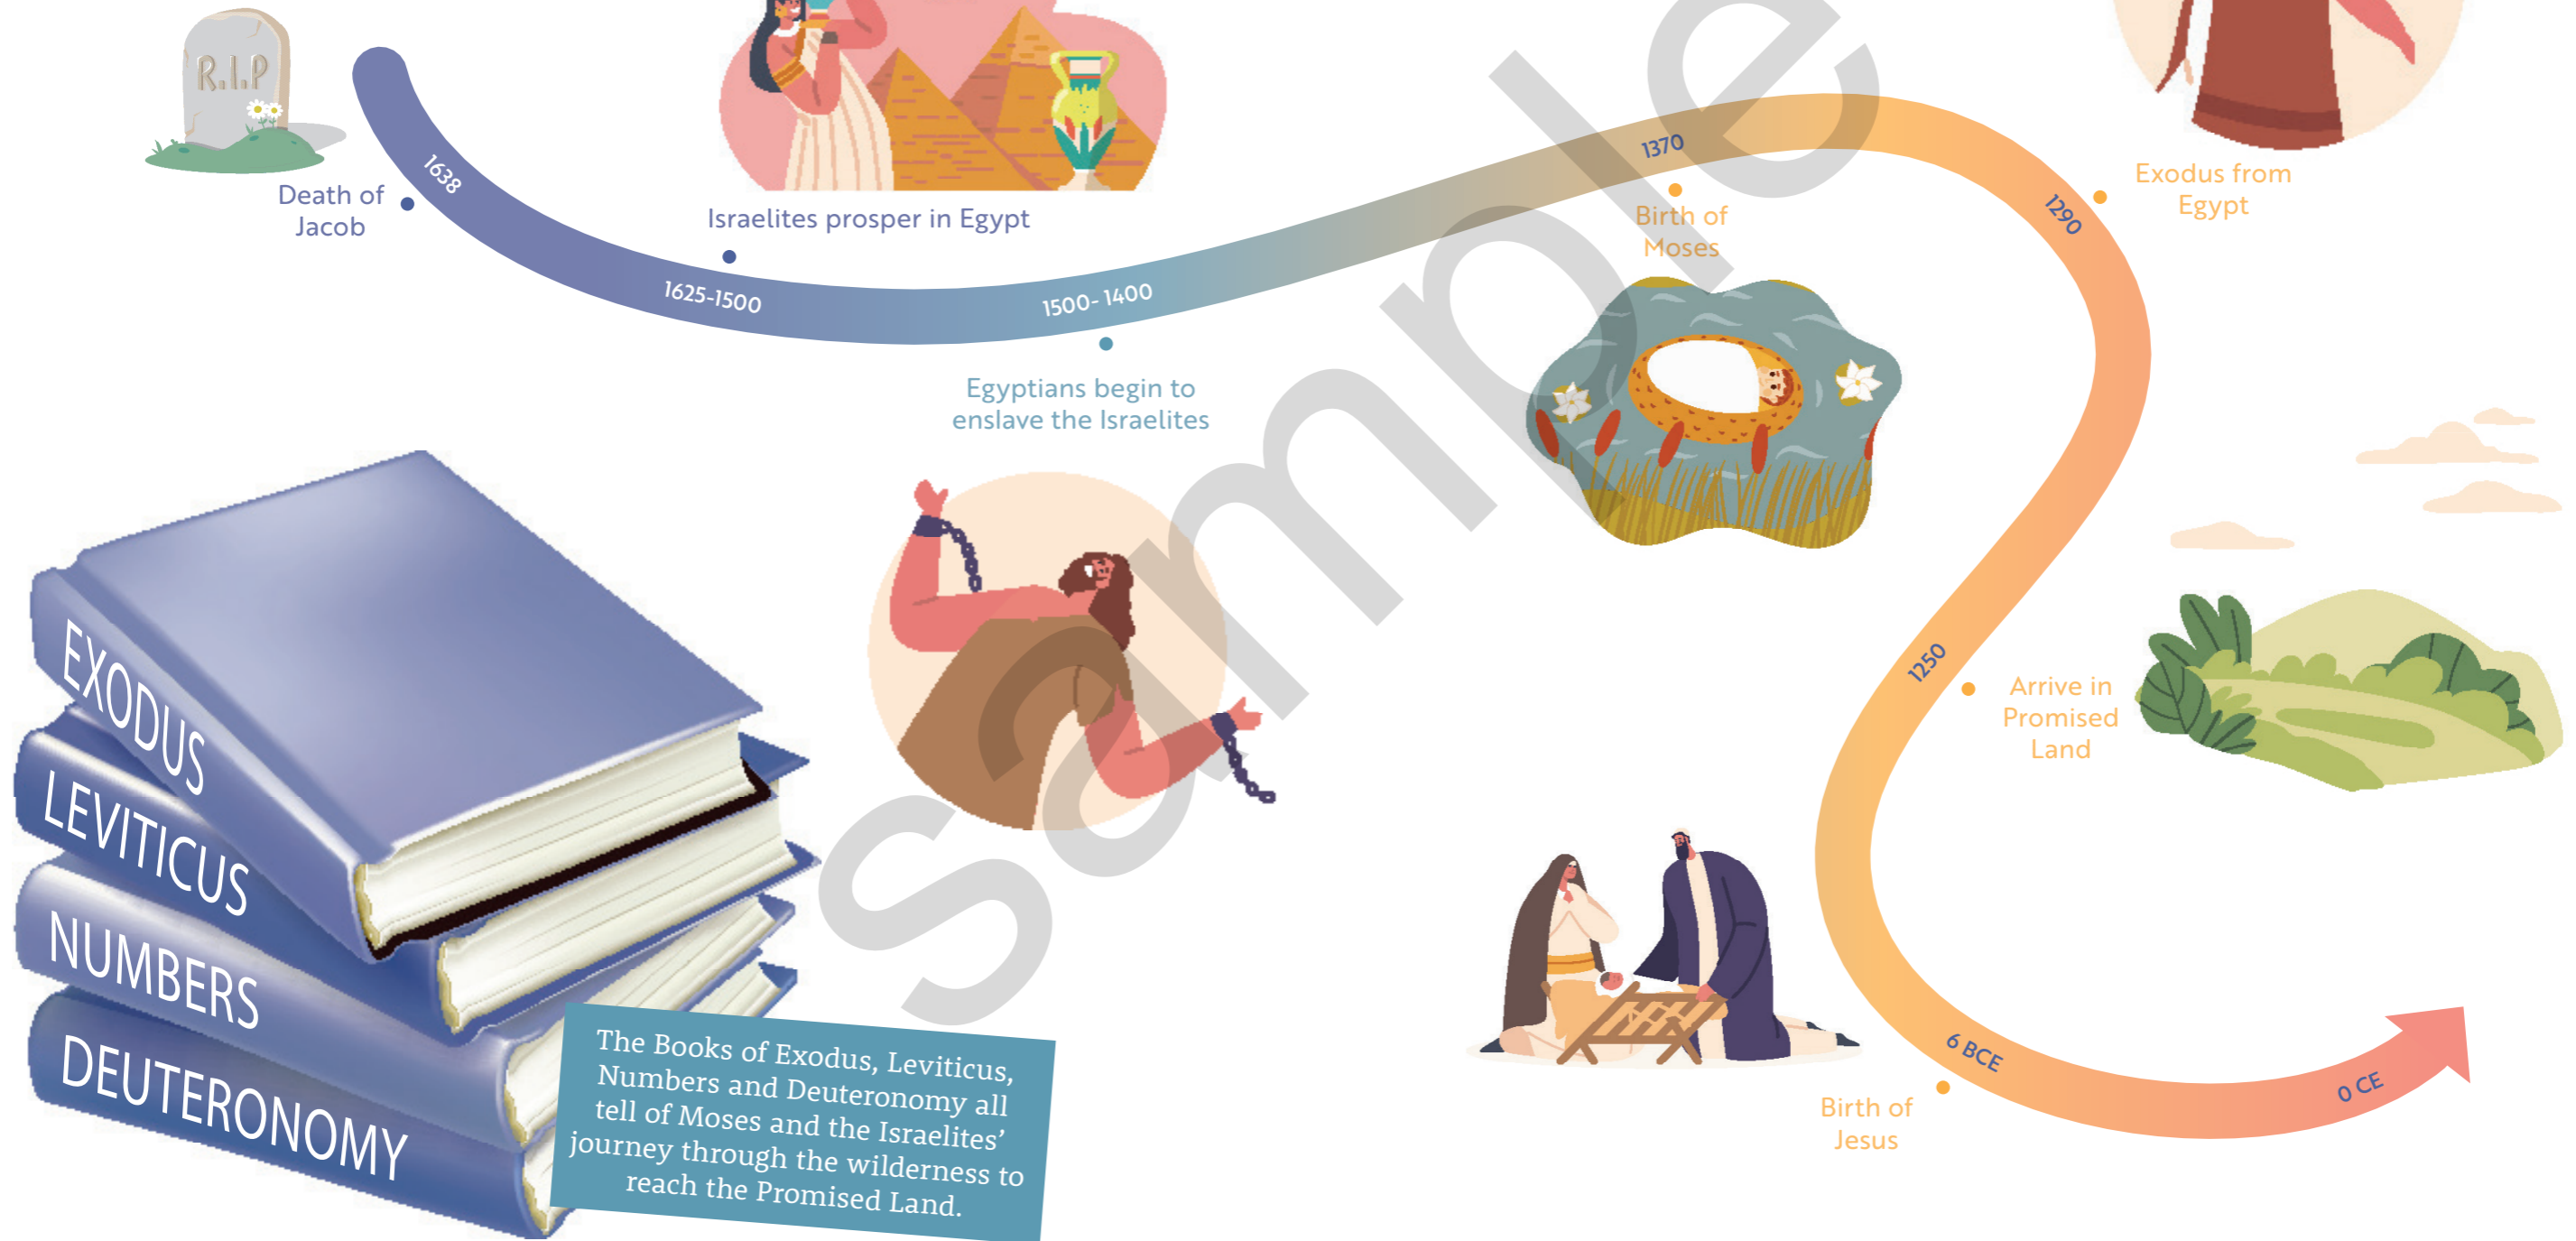 R.I.P
Death of
Jacob
1638
Israelites prosper in Egypt
1625-1500
1500- 1400
Egyptians begin to
enslave the Israelites
1370
Birth of
Moses
1290
Exodus from
Egypt
1250
Arrive in
Promised
Land
6 BCE
Birth of
Jesus
0 CE
EXODUS
LEVITICUS
NUMBERS
DEUTERONOMY
The Books of Exodus, Leviticus,
Numbers and Deuteronomy all
tell of Moses and the Israelites’
journey through the wilderness to
reach the Promised Land.
sample